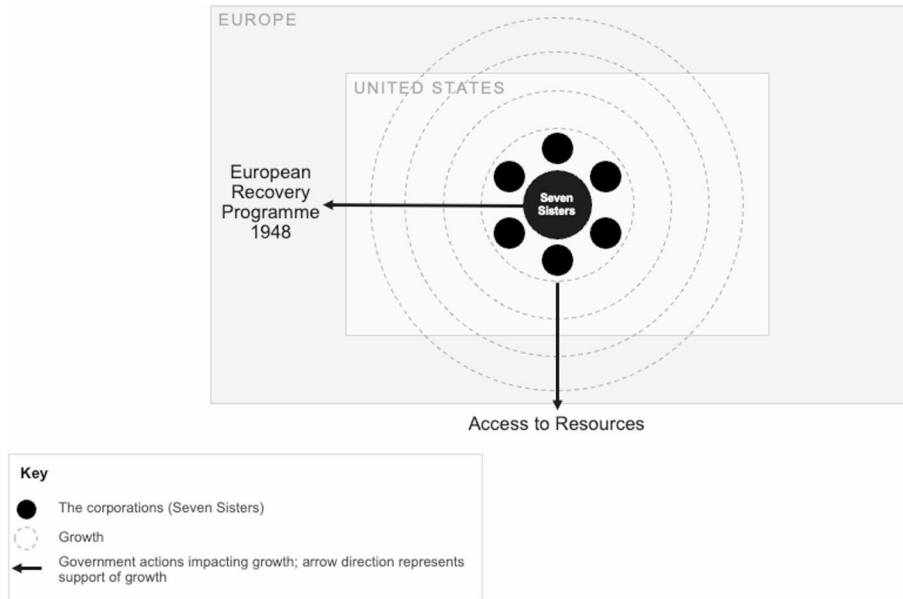 EUROPE
UNITED STATES
European
Recovery
Programme
1948
Seven
Sisters
Access to Resources
Key
The corporations (Seven Sisters)
Growth
Government actions impacting growth; arrow direction represents
support of growth